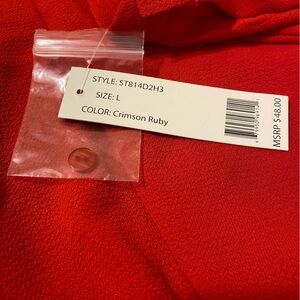 STYLE: ST814D2H3
SIZE: L
COLOR: Crimson Ruby
MSRP $48.00